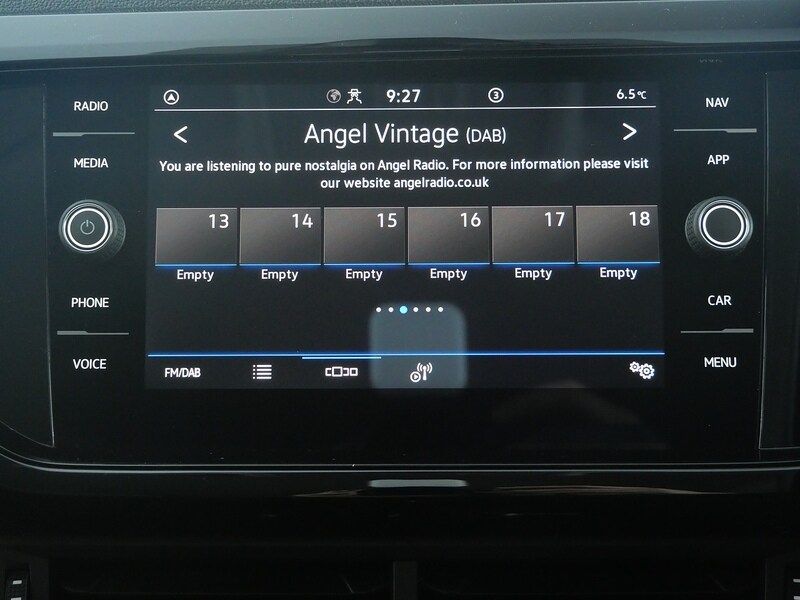 RADIO
MEDIA
PHONE
VOICE
9:27
3
6.5°C
Angel Vintage (DAB)
You are listening to pure nostalgia on Angel Radio. For more information please visit
our website angelradio.co.uk
13 14 15 16 17 18
Empty Empty Empty Empty Empty Empty
FM/DAB
NAV
APP
CAR
MENU